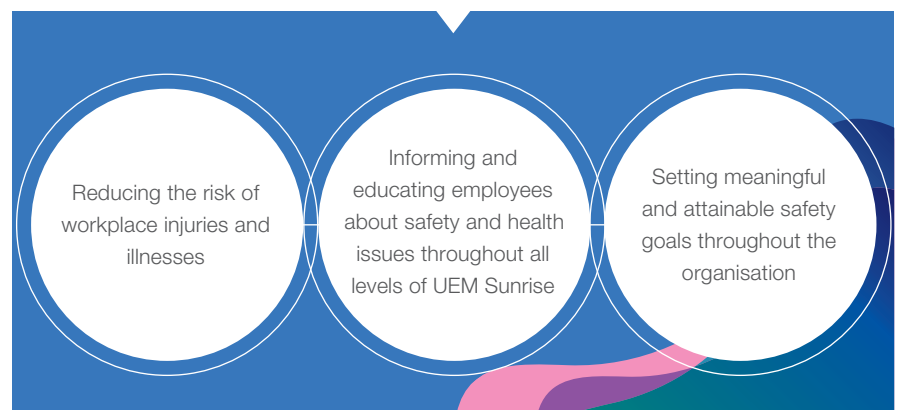 Reducing the risk of
workplace injuries and
illnesses
Informing and
educating employees
about safety and health
issues throughout all
levels of UEM Sunrise
Setting meaningful
and attainable safety
goals throughout the
organisation